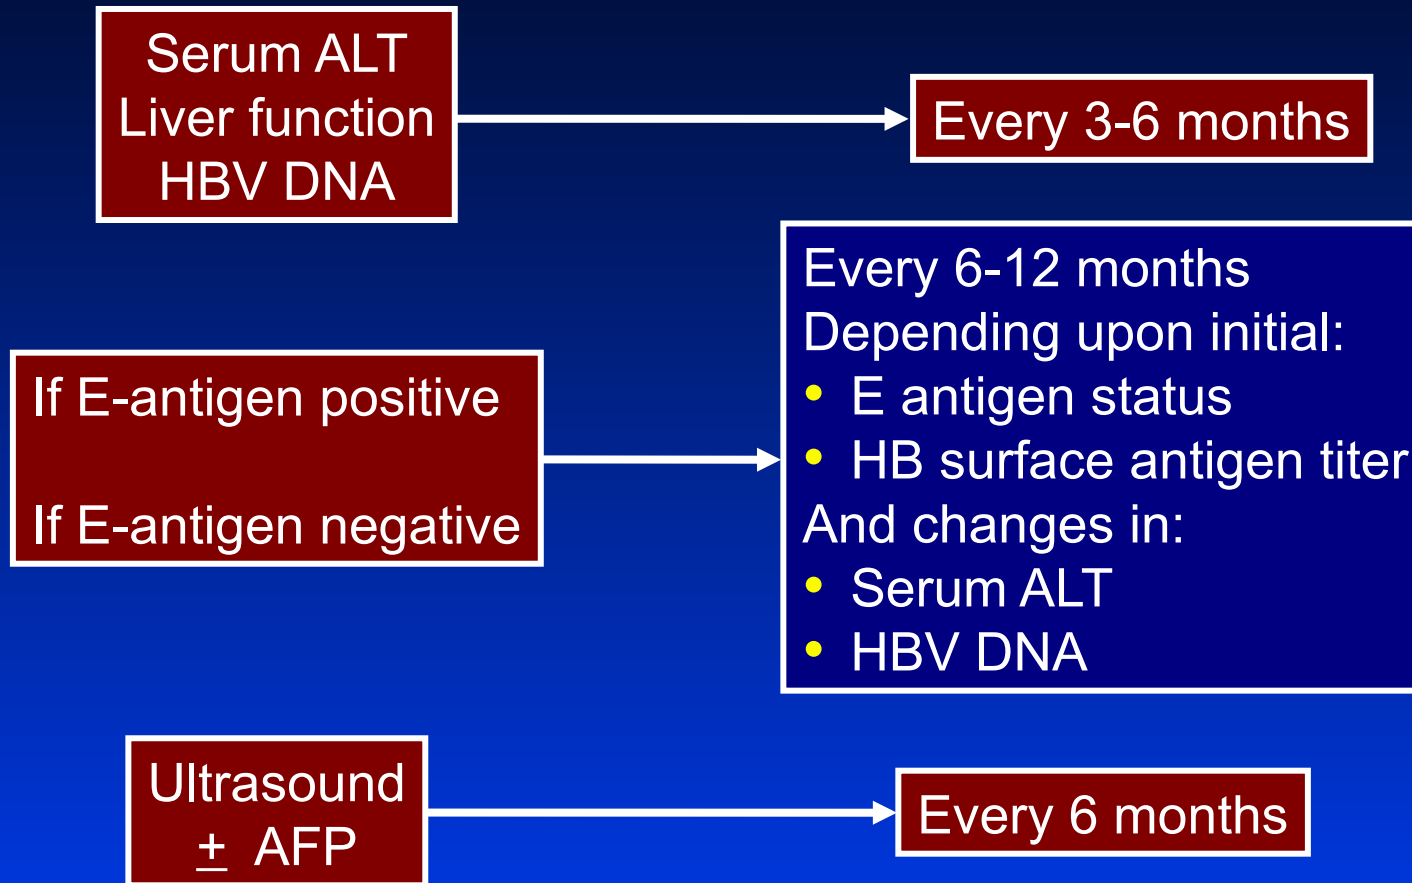 Serum ALT
Liver function
HBV DNA
Every 3-6 months
If E-antigen positive
If E-antigen negative
Every 6-12 months
Depending upon initial:
• E antigen status
• HB surface antigen titer
And changes in:
• Serum ALT
• HBV DNA
Ultrasound
± AFP
Every 6 months